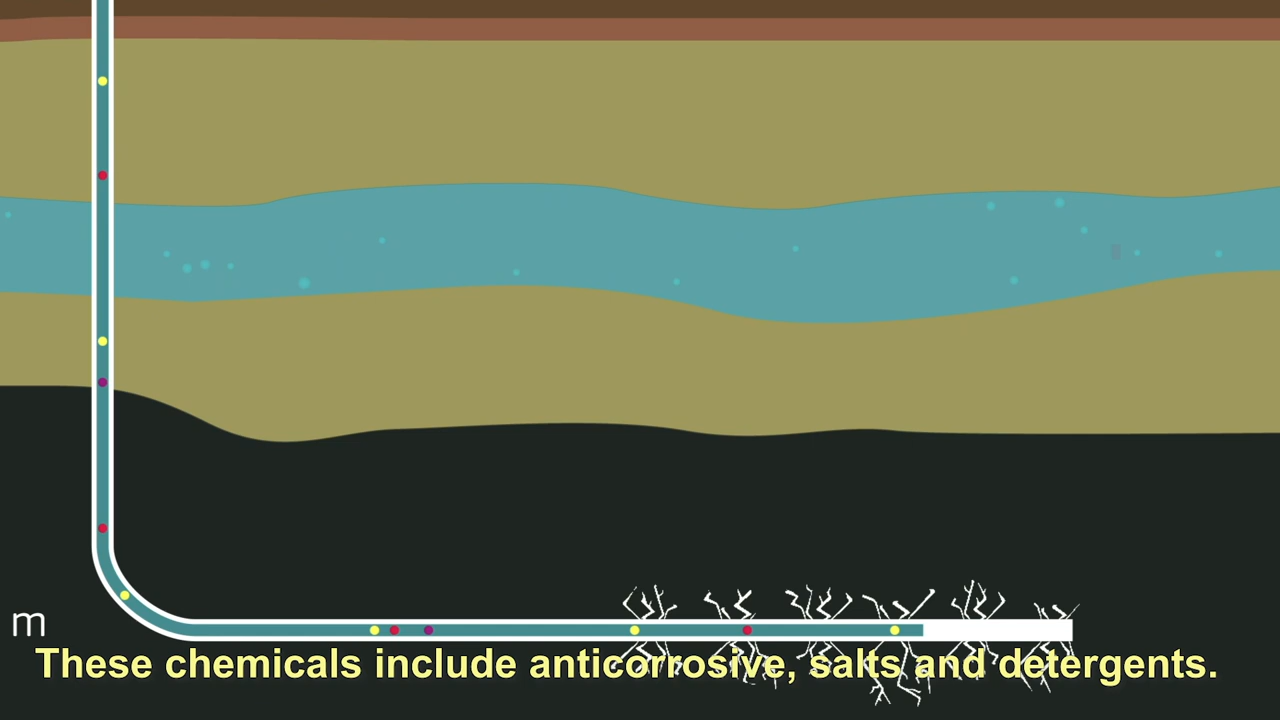 m
These chemicals include anticorrosive, salts and detergents.